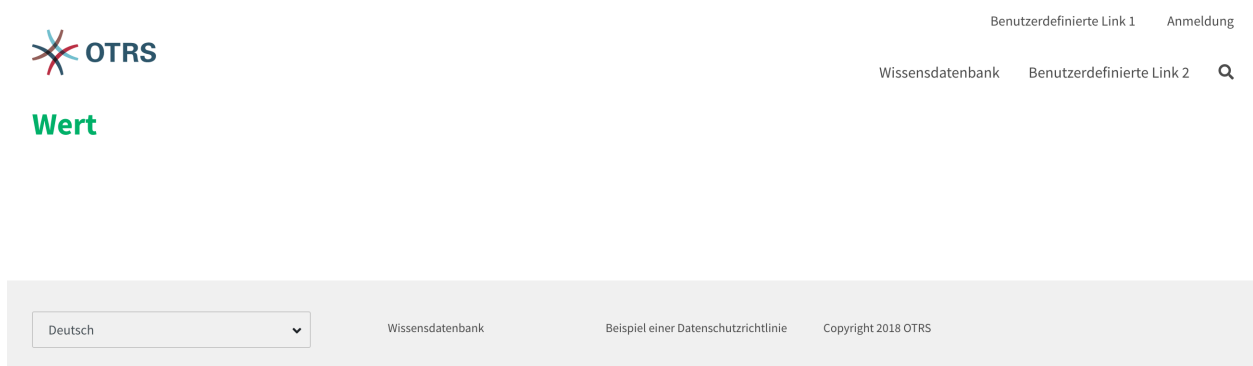 Benutzerdefinierte Link 1 Anmeldung
OTRS
Wissensdatenbank Benutzerdefinierte Link 2
Wert
Deutsch Wissensdatenbank Beispiel einer Datenschutzrichtlinie Copyright 2018 OTRS